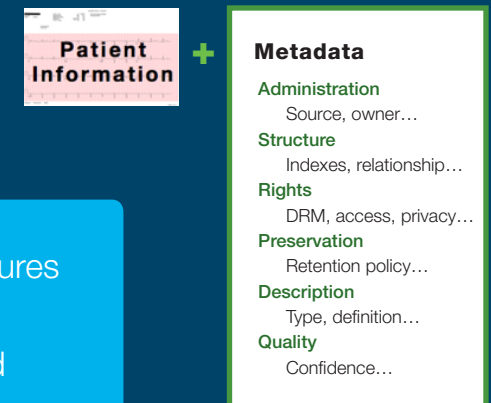 Patient
Information
+
Metadata
Administration
Source, owner…
Structure
Indexes, relationship…
Rights
DRM, access, privacy…
Preservation
Retention policy…
Description
Type, definition…
Quality
Confidence…